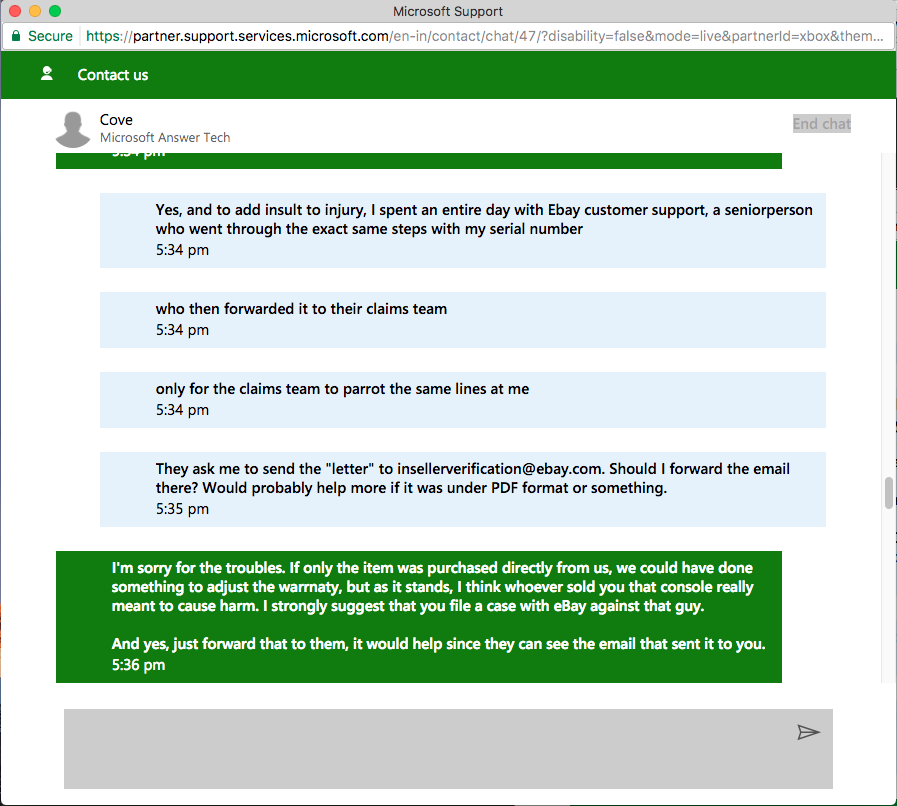 Microsoft Support
Secure https://partner.support.services.microsoft.com/en-in/contact/chat/47/?disability=false&mode=live&partnerId=xbox&them...
Contact us
Cove
Microsoft Answer Tech
End chat
5:34 pm
Yes, and to add insult to injury, I spent an entire day with Ebay customer support, a seniorperson
who went through the exact same steps with my serial number
5:34 pm
who then forwarded it to their claims team
5:34 pm
only for the claims team to parrot the same lines at me
5:34 pm
They ask me to send the "letter" to insellerverification@ebay.com. Should I forward the email
there? Would probably help more if it was under PDF format or something.
5:35 pm
I'm sorry for the troubles. If only the item was purchased directly from us, we could have done
something to adjust the warrnaty, but as it stands, I think whoever sold you that console really
meant to cause harm. I strongly suggest that you file a case with eBay against that guy.
And yes, just forward that to them, it would help since they can see the email that sent it to you.
5:36 pm